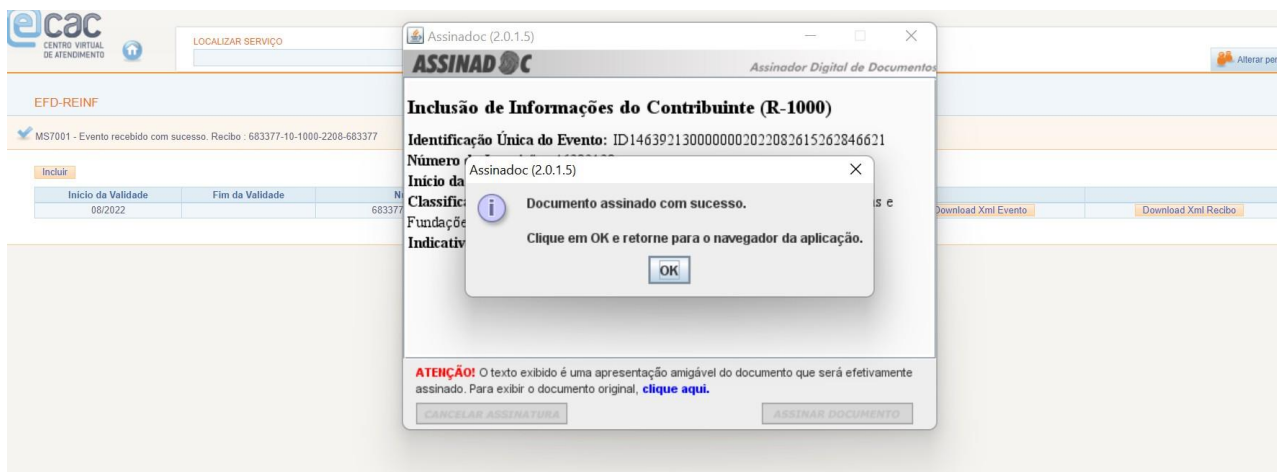 ecac
CENTRO VIRTUAL
DE ATENDIMENTO
LOCALIZAR SERVIÇO
Alterar per
EFD-REINF
MS7001 - Evento recebido com sucesso. Recibo : 683377-10-1000-2208-683377
Incluir
Início da Validade Fim da Validade
08/2022 683377
Download Xml Evento Download Xml Recibo
Assinadoc (2.0.1.5)
ASSINADOC Assinador Digital de Documentos
Inclusão de Informações do Contribuinte (R-1000)
Identificação Única do Evento: ID1463921300000002022082615262846621
Número
Início da
Classific s e
Fundaçõe
Indicativ
Assinadoc (2.0.1.5)
Documento assinado com sucesso.
Clique em OK e retorne para o navegador da aplicação.
OK
ATENÇÃO! O texto exibido é uma apresentação amigável do documento que será efetivamente
assinado. Para exibir o documento original, clique aqui.
CANCELAR ASSINATURA ASSINAR DOCUMENTO